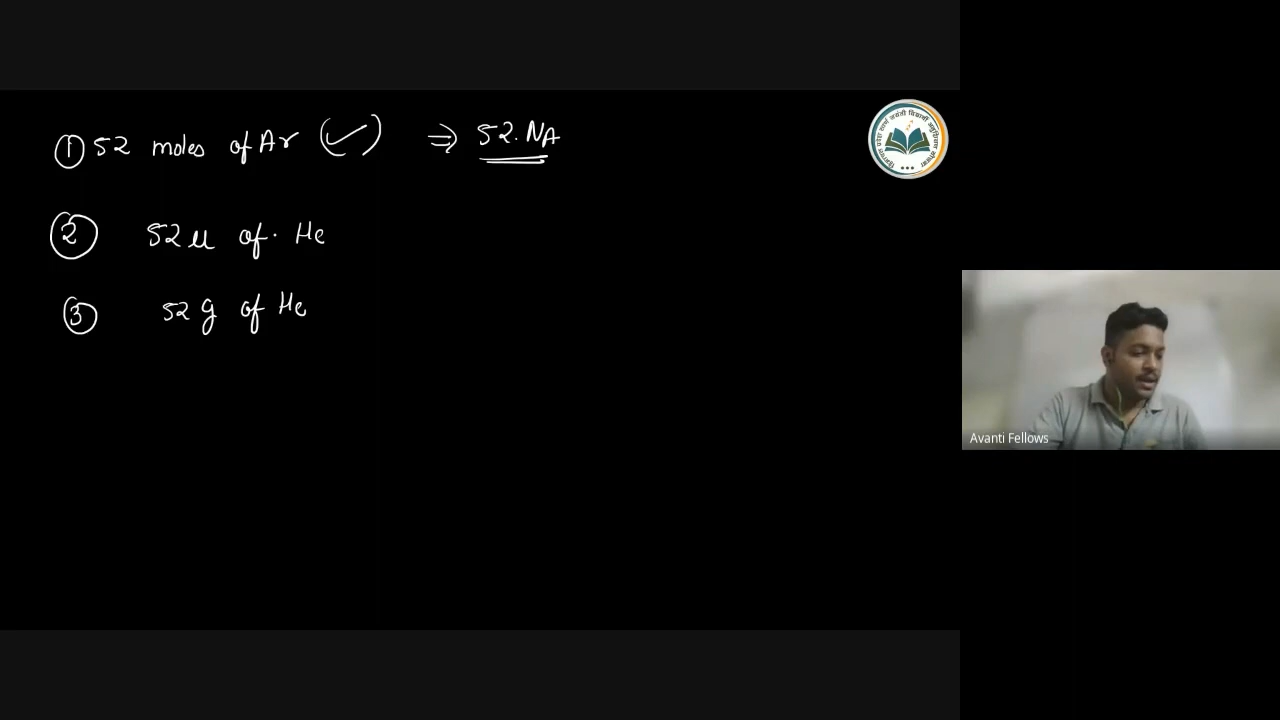 ① 52 moles of Ar (✓) ⇒ 52.NA
② 52 u of He
③ 52 g of He
Avanti Fellows